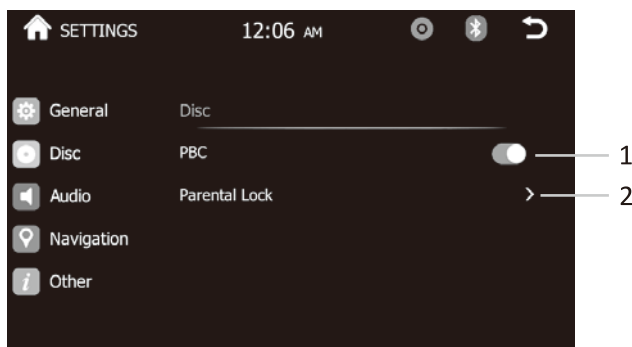 SETTINGS 12:06 AM
General Disc
Disc PBC 1
Audio Parental Lock 2
Navigation
Other